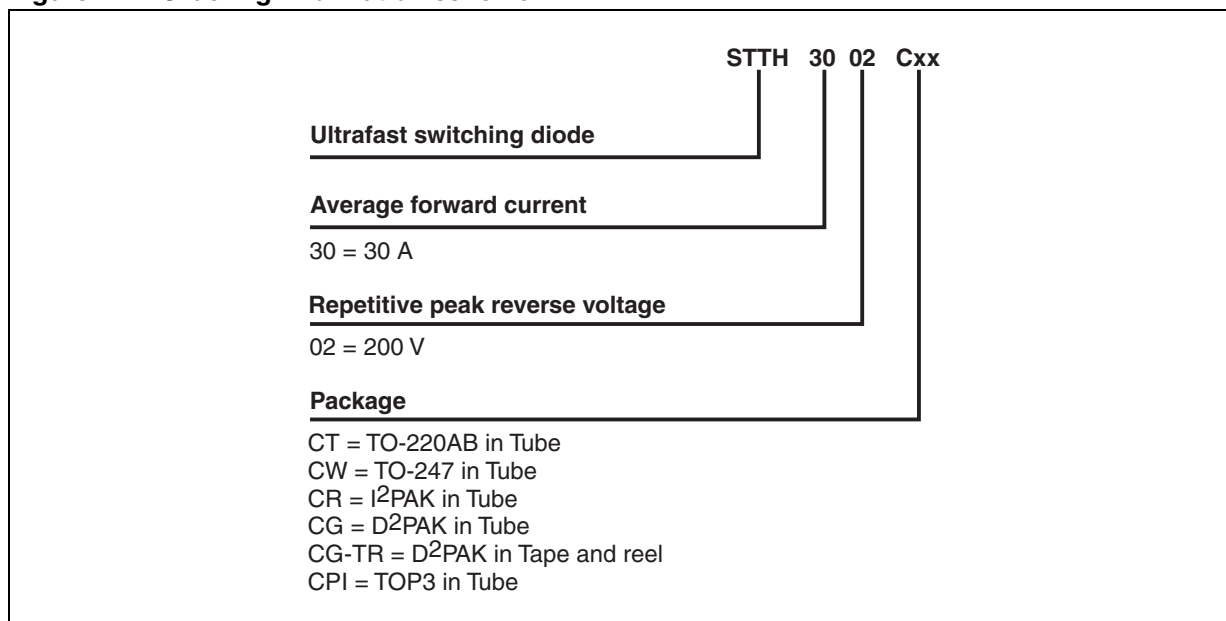 STTH 30 02 Cxx
Ultrafast switching diode
Average forward current
30 = 30 A
Repetitive peak reverse voltage
02 = 200 V
Package
CT = TO-220AB in Tube
CW = TO-247 in Tube
CR = I2PAK in Tube
CG = D2PAK in Tube
CG-TR = D2PAK in Tape and reel
CPI = TOP3 in Tube